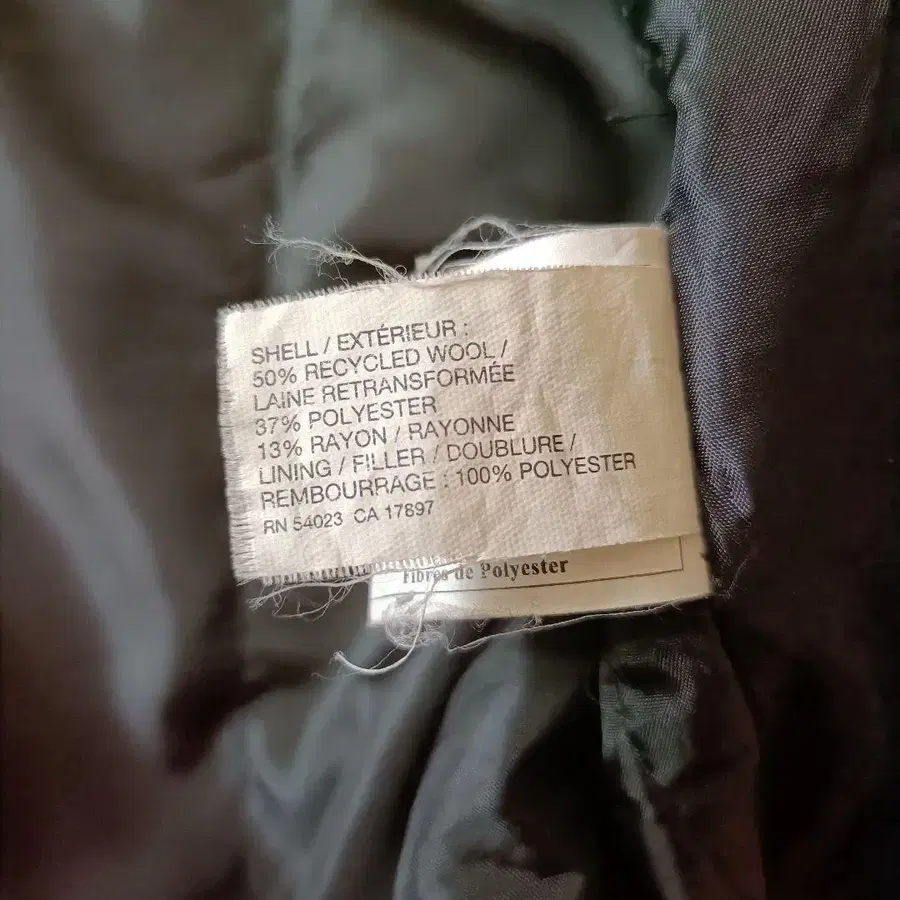 SHELL / EXTÉRIEUR :
50% RECYCLED WOOL /
LAINE RETRANSFORMÉE
37% POLYESTER
13% RAYON / RAYONNE
LINING / FILLER / DOUBLURE /
REMBOURRAGE : 100% POLYESTER
RN 54023 CA 17897
Fibres de Polyester